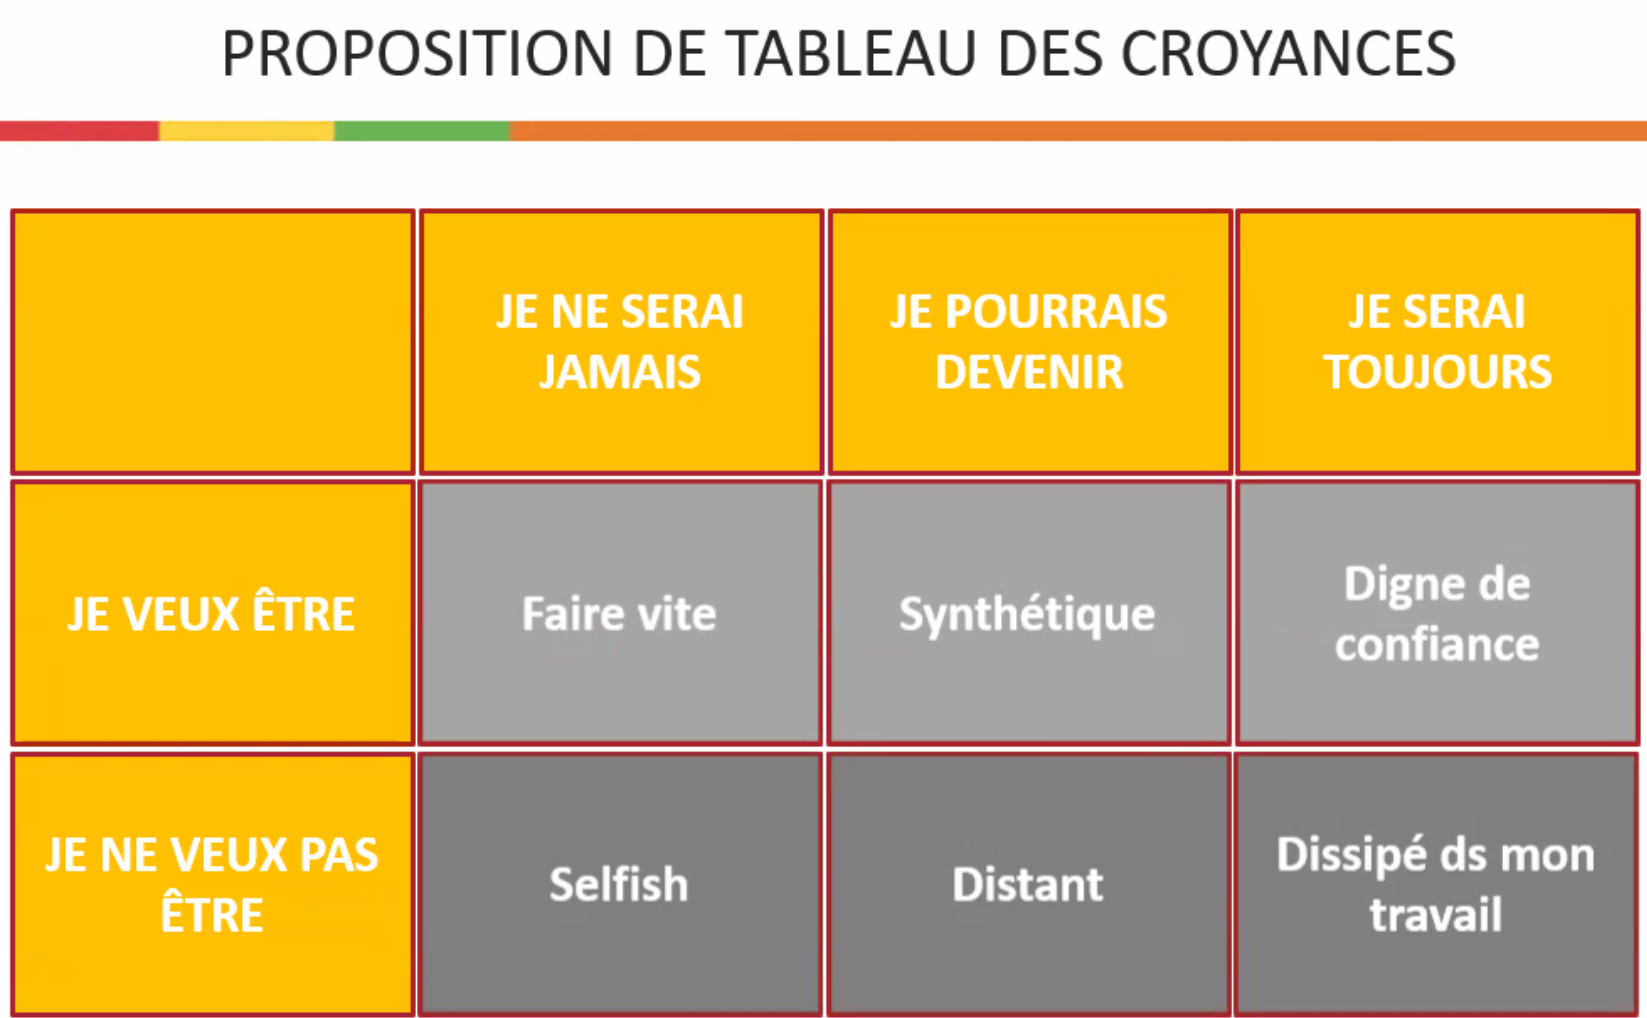 PROPOSITION DE TABLEAU DES CROYANCES
JE NE SERAI
JAMAIS
JE POURRAIS
DEVENIR
JE SERAI
TOUJOURS
JE VEUX ÊTRE
Faire vite
Synthétique
Digne de
confiance
JE NE VEUX PAS
ÊTRE
Selfish
Distant
Dissipé ds mon
travail